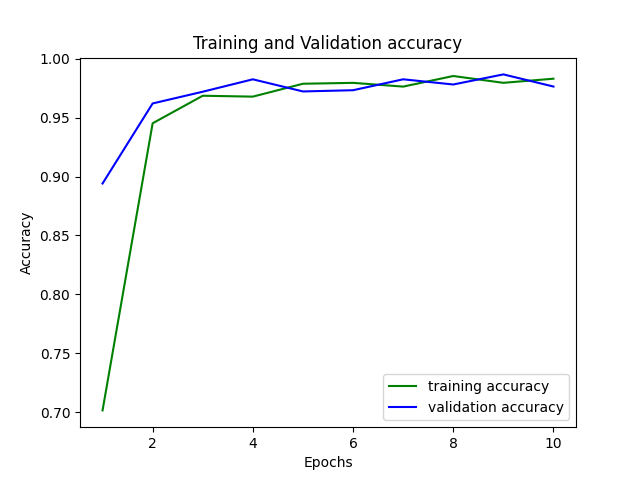 Training and Validation accuracy
1.00
0.95
0.90
0.85
0.80
0.75
0.70
Accuracy
training accuracy
validation accuracy
2 4 6 8 10
Epochs